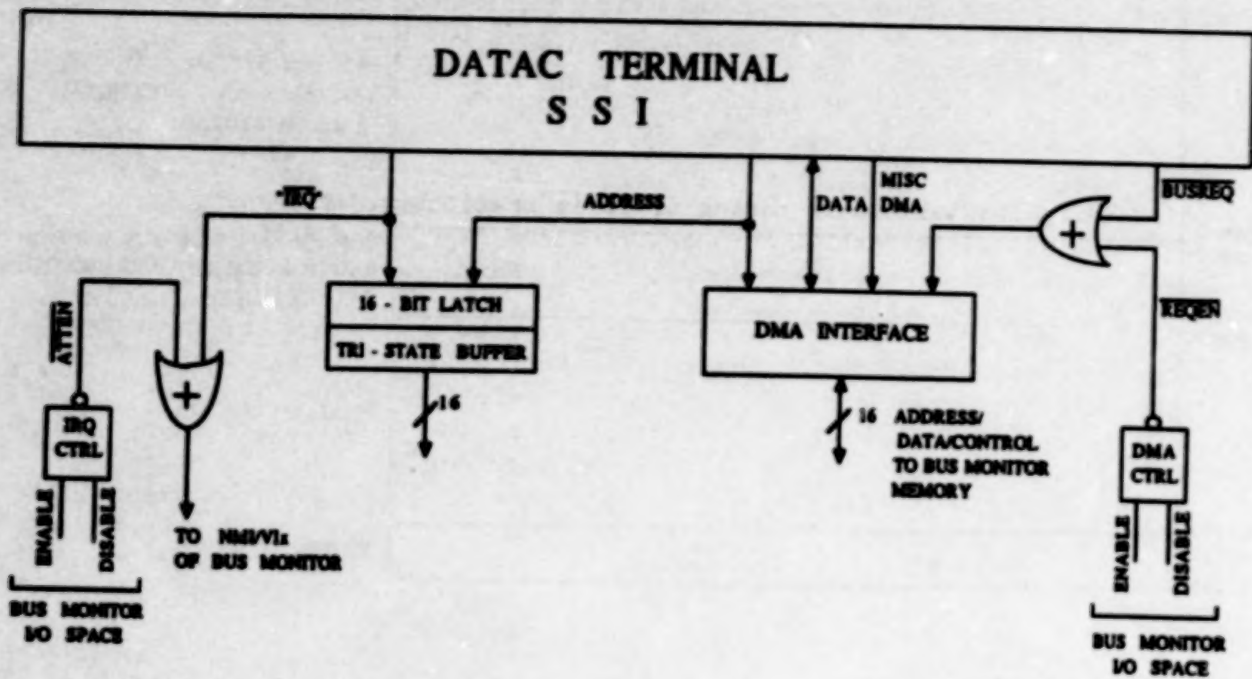 DATAC TERMINAL
S S I
"IRQ"
ADDRESS
DATA
MISC
DMA
BUSREQ
ATTEN
16 - BIT LATCH
TRI - STATE BUFFER
DMA INTERFACE
REQEN
+
+
IRQ
CTRL
16
16 ADDRESS/
DATA/CONTROL
TO BUS MONITOR
MEMORY
DMA
CTRL
ENABLE
DISABLE
TO NMI/VIx
OF BUS MONITOR
ENABLE
DISABLE
BUS MONITOR
I/O SPACE
BUS MONITOR
I/O SPACE